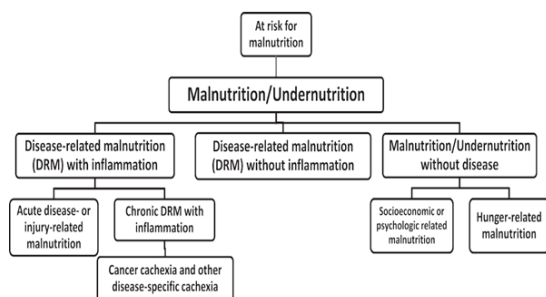 At risk for
malnutrition
Malnutrition/Undernutrition
Disease-related malnutrition
(DRM) with inflammation
Disease-related malnutrition
(DRM) without inflammation
Malnutrition/Undernutrition
without disease
Acute disease- or
injury-related
malnutrition
Chronic DRM with
inflammation
Socioeconomic or
psychologic related
malnutrition
Hunger-related
malnutrition
Cancer cachexia and other
disease-specific cachexia